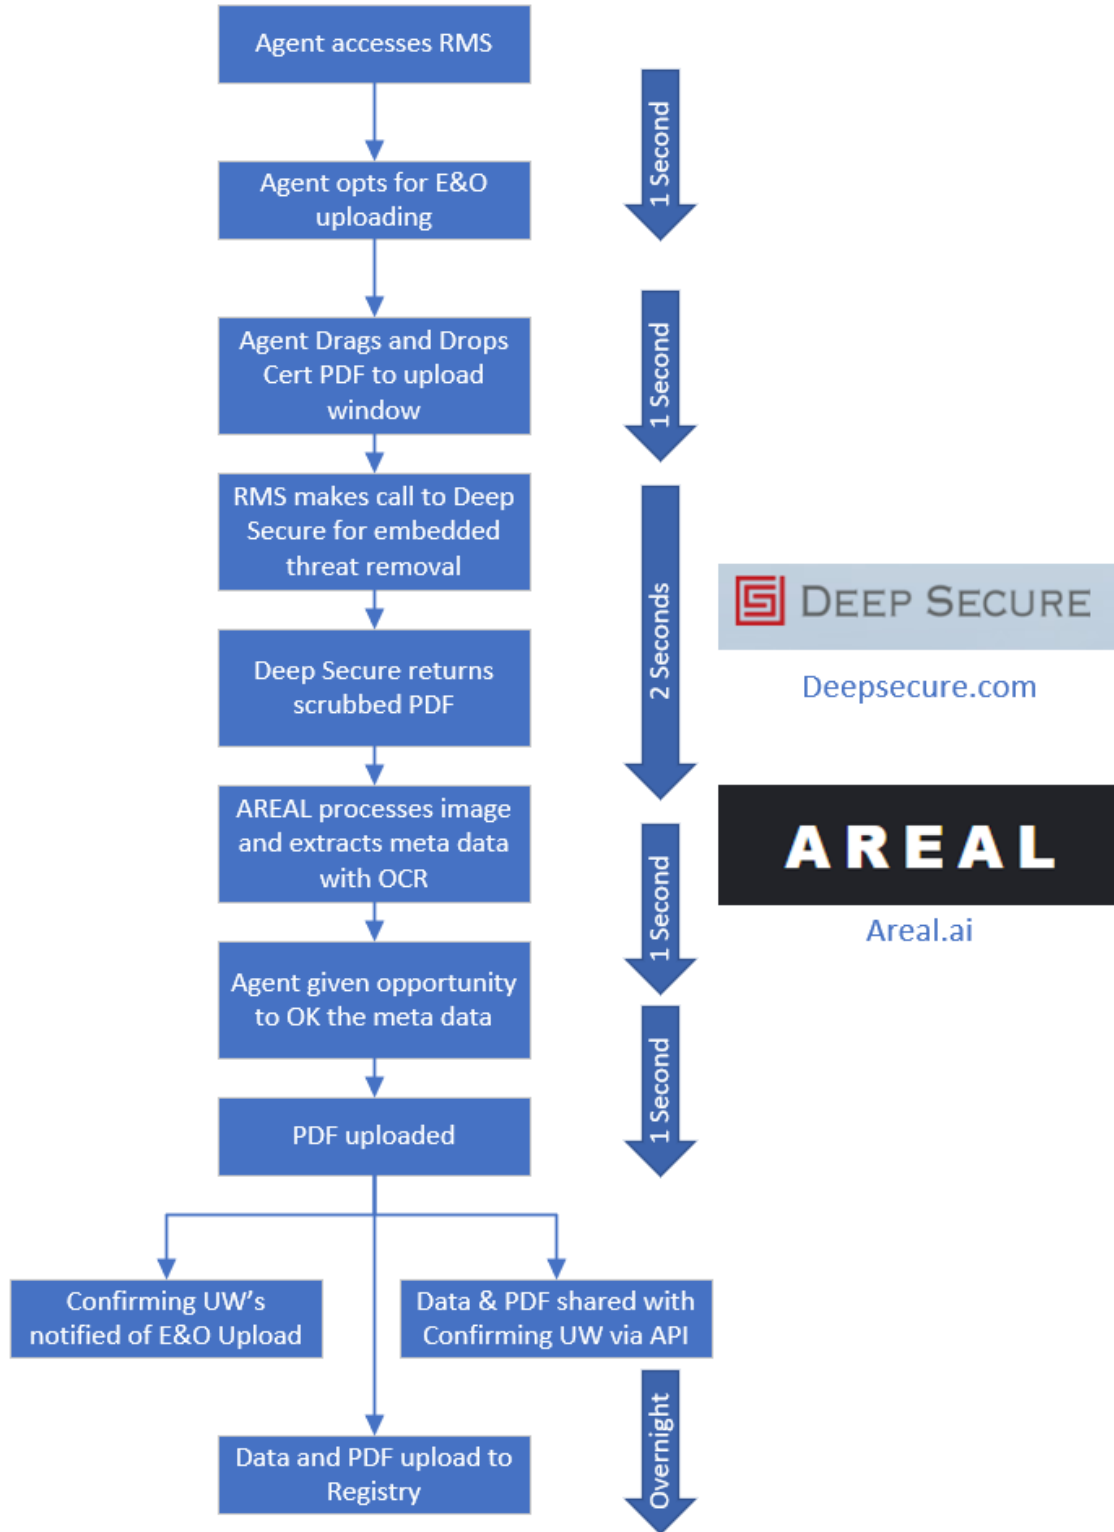 Agent accesses RMS
1 Second
Agent opts for E&O
uploading
Agent Drags and Drops
Cert PDF to upload
window
1 Second
RMS makes call to Deep
Secure for embedded
threat removal
2 Seconds
DEEP SECURE
Deepsecure.com
Deep Secure returns
scrubbed PDF
AREAL processes image
and extracts meta data
with OCR
1 Second
AREAL
Areal.ai
Agent given opportunity
to OK the meta data
1 Second
PDF uploaded
Confirming UW’s
notified of E&O Upload
Data & PDF shared with
Confirming UW via API
Data and PDF upload to
Registry
Overnight